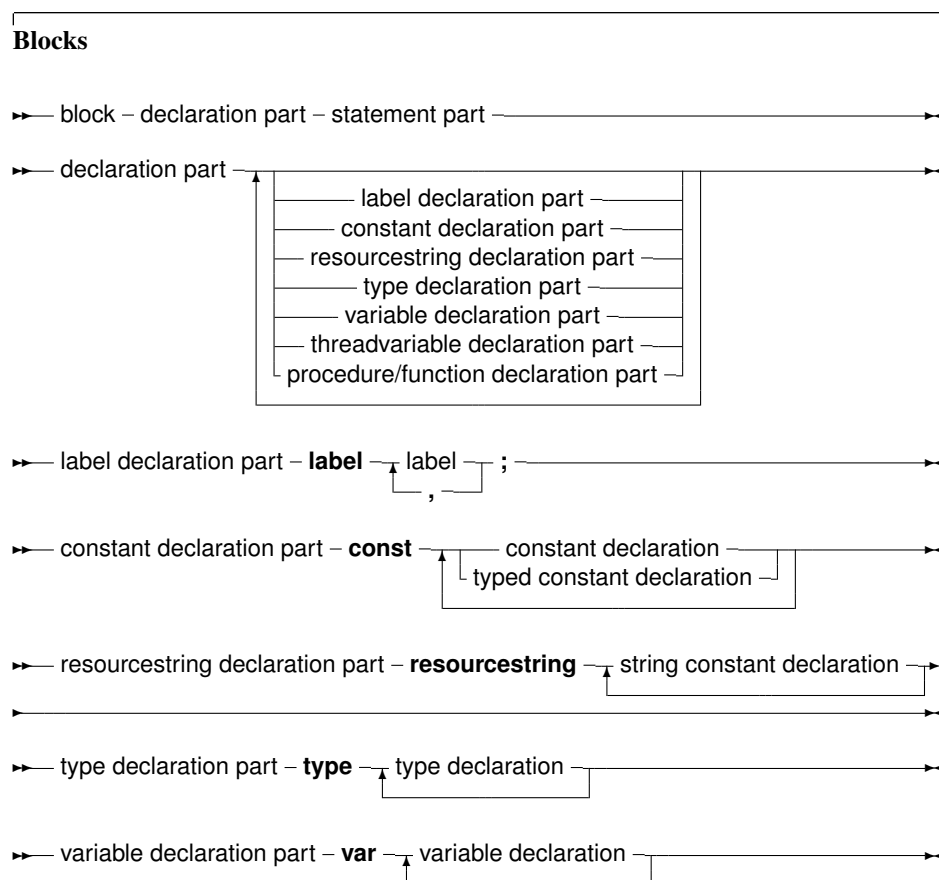 Blocks
block – declaration part – statement part
declaration part
label declaration part
constant declaration part
resourcestring declaration part
type declaration part
variable declaration part
threadvariable declaration part
procedure/function declaration part
label declaration part – label label ;
,
constant declaration part – const constant declaration
typed constant declaration
resourcestring declaration part – resourcestring string constant declaration
type declaration part – type type declaration
variable declaration part – var variable declaration